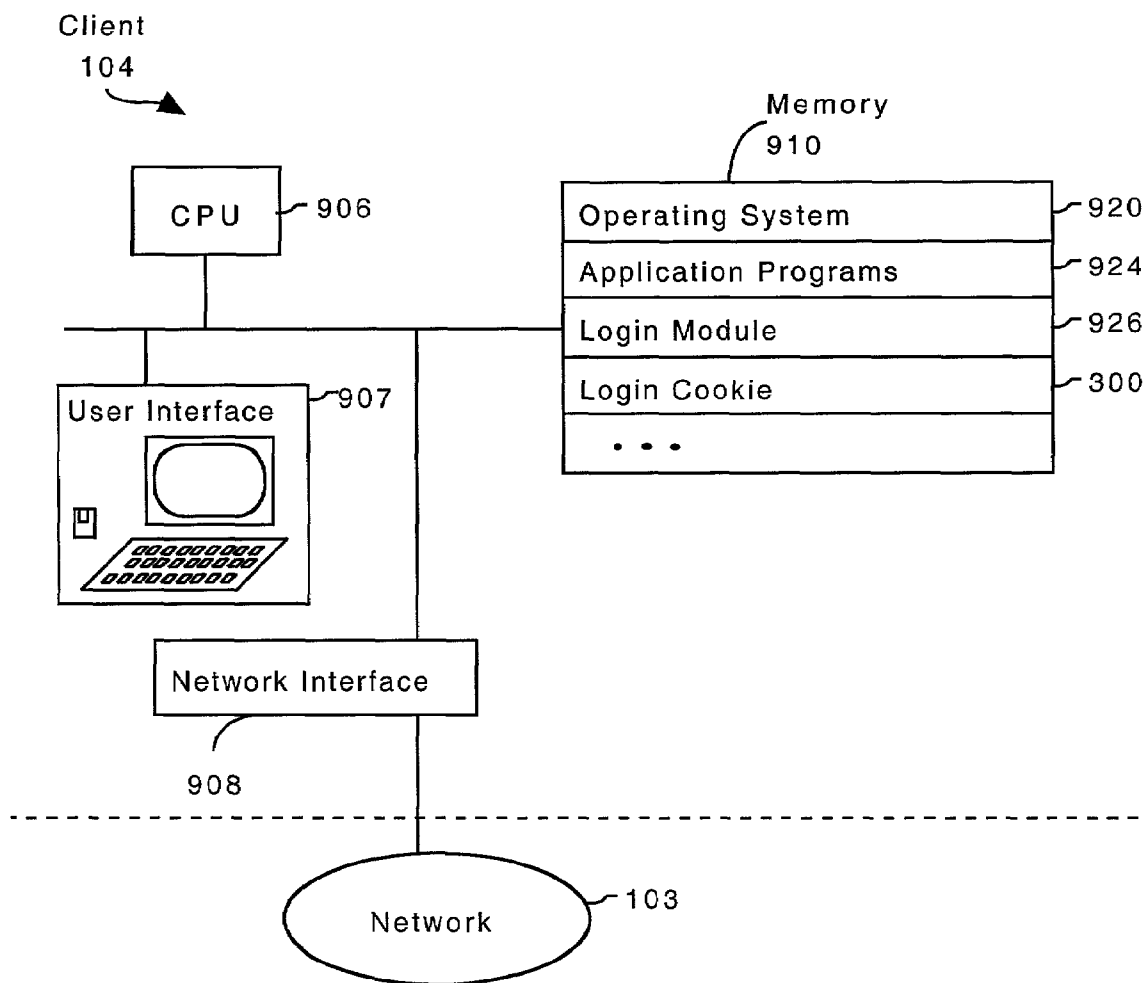 Client
104
Memory
910
CPU
906
Operating System
920
Application Programs
924
Login Module
926
Login Cookie
300
• • •
User Interface
907
Network Interface
908
Network
103